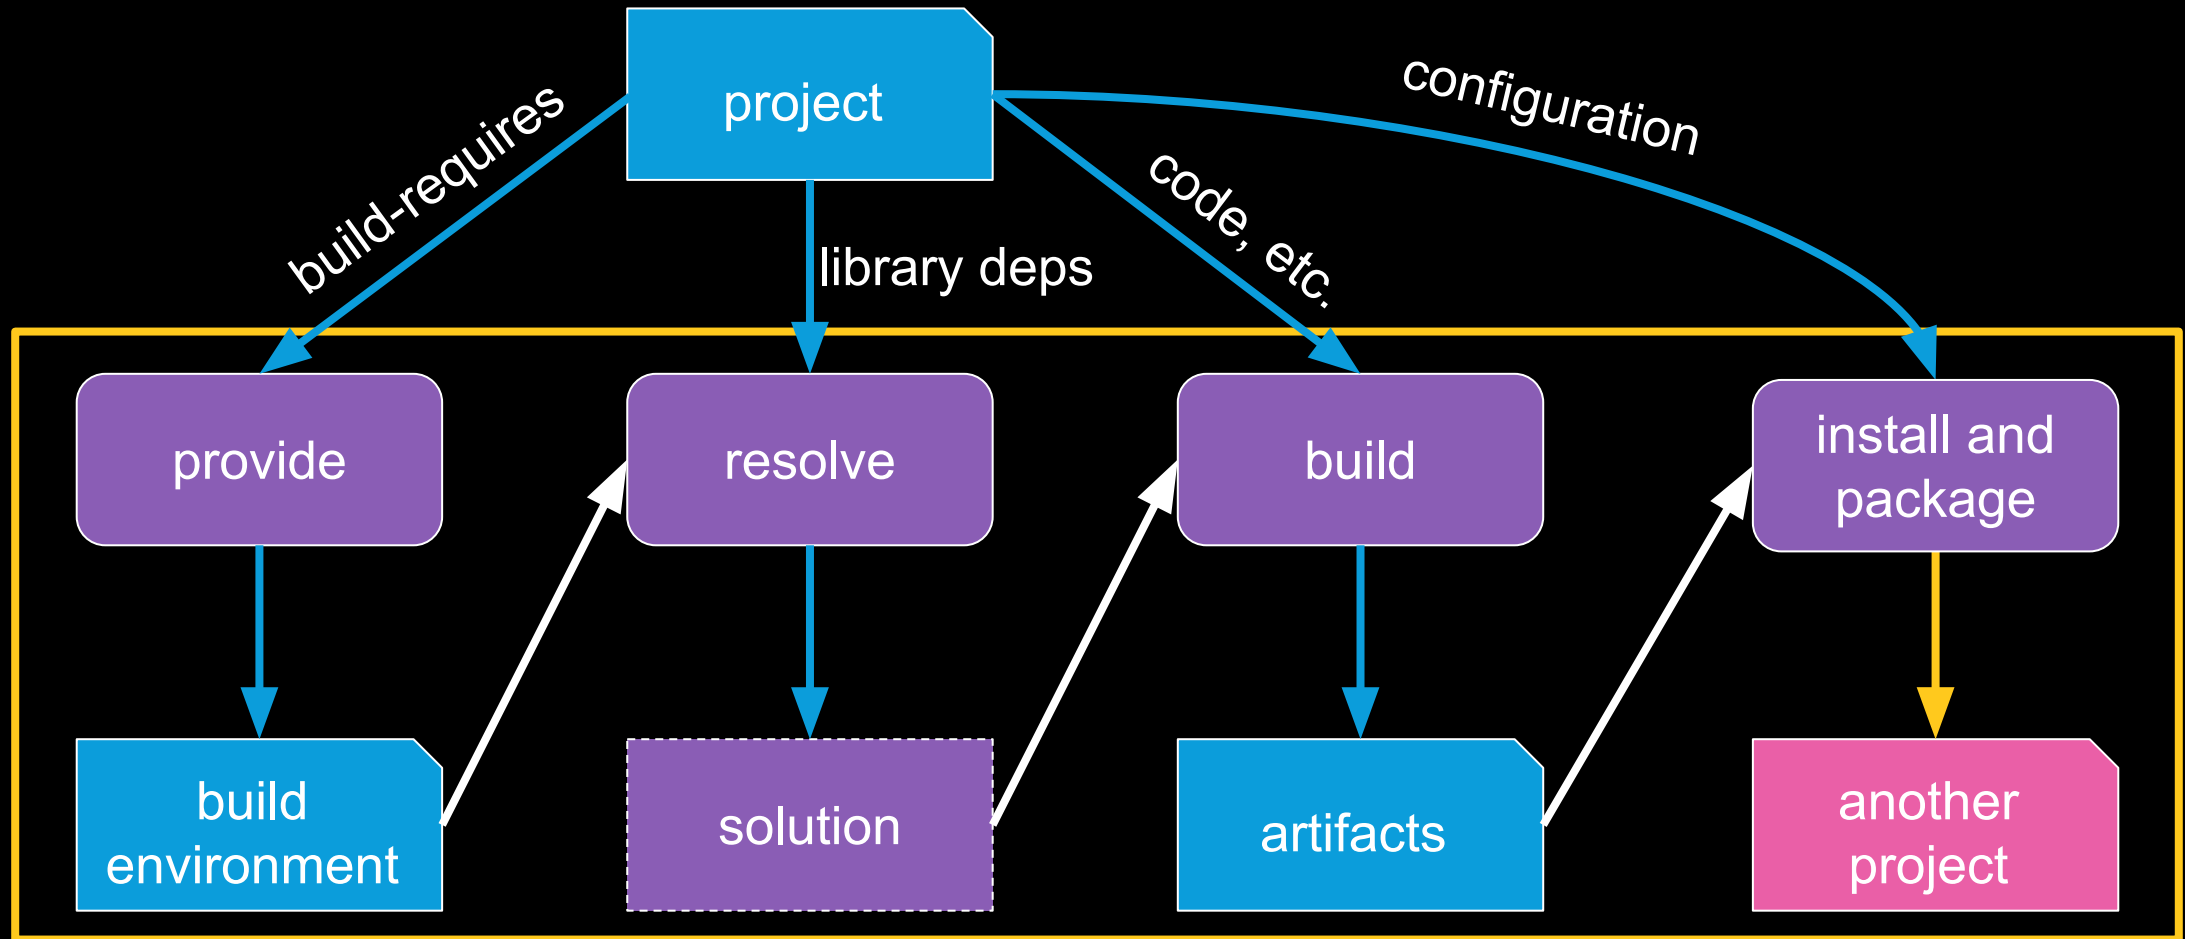 project
configuration
build-requires
code, etc.
library deps
provide
resolve
build
install and
package
build
environment
solution
artifacts
another
project